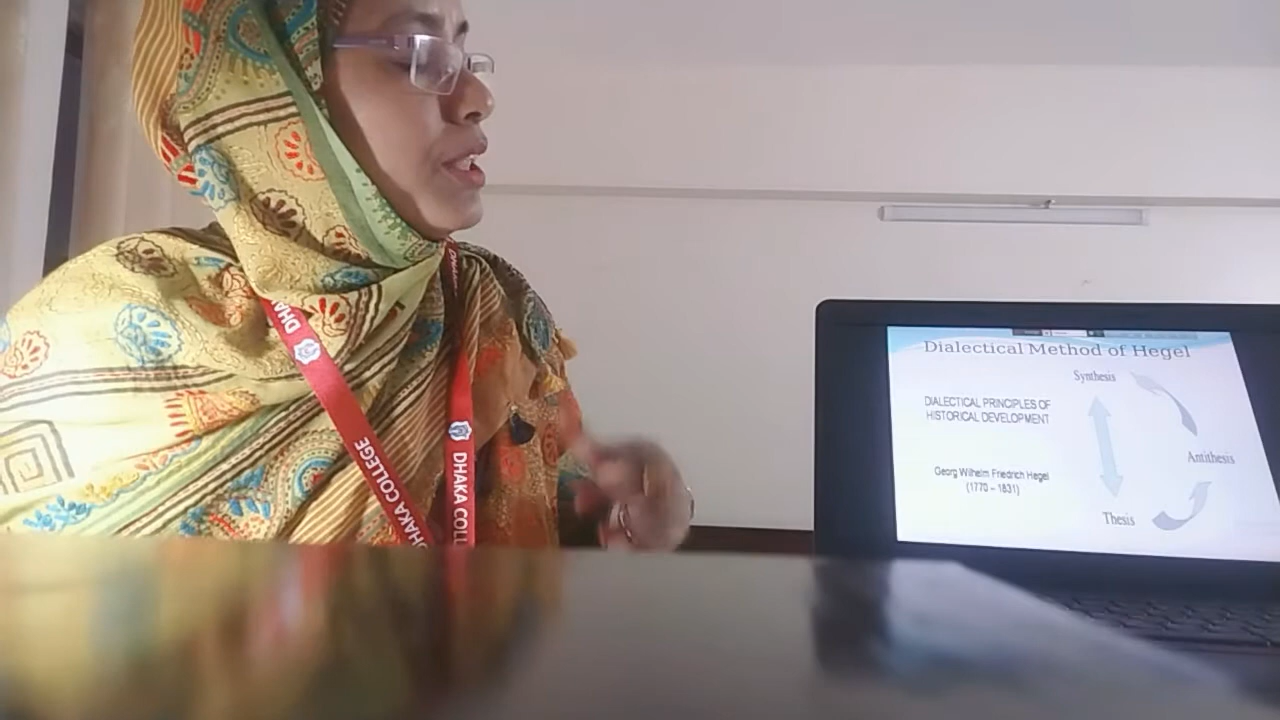 Dialectical Method of Hegel
Synthesis
DIALECTICAL PRINCIPLES OF
HISTORICAL DEVELOPMENT
Antithesis
Georg Wilhelm Friedrich Hegel
(1770 – 1831)
Thesis
DHAKA COLLEGE
DHAKA COLL